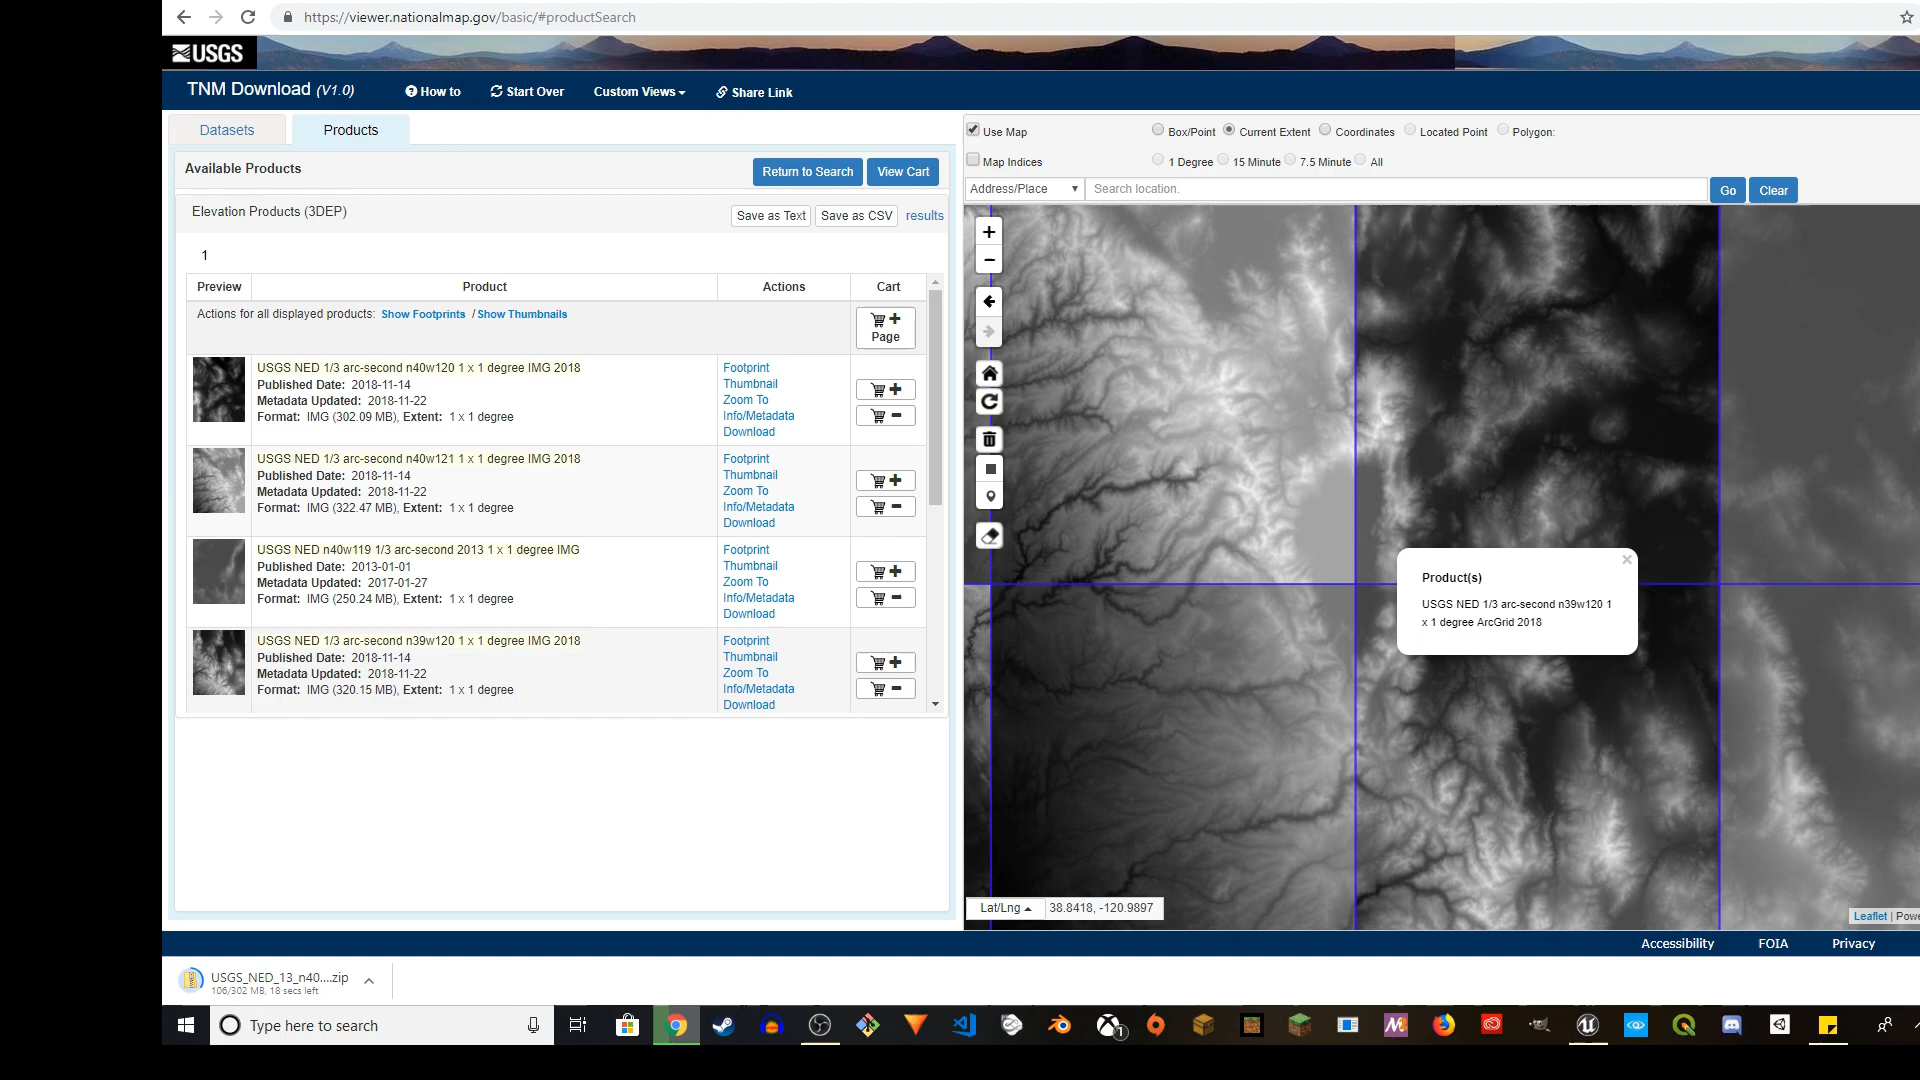 https://viewer.nationalmap.gov/basic/#productSearch
USGS
TNM Download (V1.0)
How to
Start Over
Custom Views
Share Link
Datasets
Products
Available Products
Return to Search
View Cart
Elevation Products (3DEP)
Save as Text
Save as CSV
results
1
Preview
Product
Actions
Cart
Actions for all displayed products: Show Footprints / Show Thumbnails
Page
USGS NED 1/3 arc-second n40w120 1 x 1 degree IMG 2018
Published Date: 2018-11-14
Metadata Updated: 2018-11-22
Format: IMG (302.09 MB), Extent: 1 x 1 degree
Footprint
Thumbnail
Zoom To
Info/Metadata
Download
USGS NED 1/3 arc-second n40w121 1 x 1 degree IMG 2018
Published Date: 2018-11-14
Metadata Updated: 2018-11-22
Format: IMG (322.47 MB), Extent: 1 x 1 degree
Footprint
Thumbnail
Zoom To
Info/Metadata
Download
USGS NED n40w119 1/3 arc-second 2013 1 x 1 degree IMG
Published Date: 2013-01-01
Metadata Updated: 2017-01-27
Format: IMG (250.24 MB), Extent: 1 x 1 degree
Footprint
Thumbnail
Zoom To
Info/Metadata
Download
USGS NED 1/3 arc-second n39w120 1 x 1 degree IMG 2018
Published Date: 2018-11-14
Metadata Updated: 2018-11-22
Format: IMG (320.15 MB), Extent: 1 x 1 degree
Footprint
Thumbnail
Zoom To
Info/Metadata
Download
Use Map
Box/Point
Current Extent
Coordinates
Located Point
Polygon:
Map Indices
1 Degree
15 Minute
7.5 Minute
All
Address/Place
Search location.
Go
Clear
Product(s)
USGS NED 1/3 arc-second n39w120 1
x 1 degree ArcGrid 2018
Lat/Lng
38.8418, -120.9897
Leaflet | Powe
Accessibility
FOIA
Privacy
USGS_NED_13_n40....zip
106/302 MB, 18 secs left
Type here to search
1